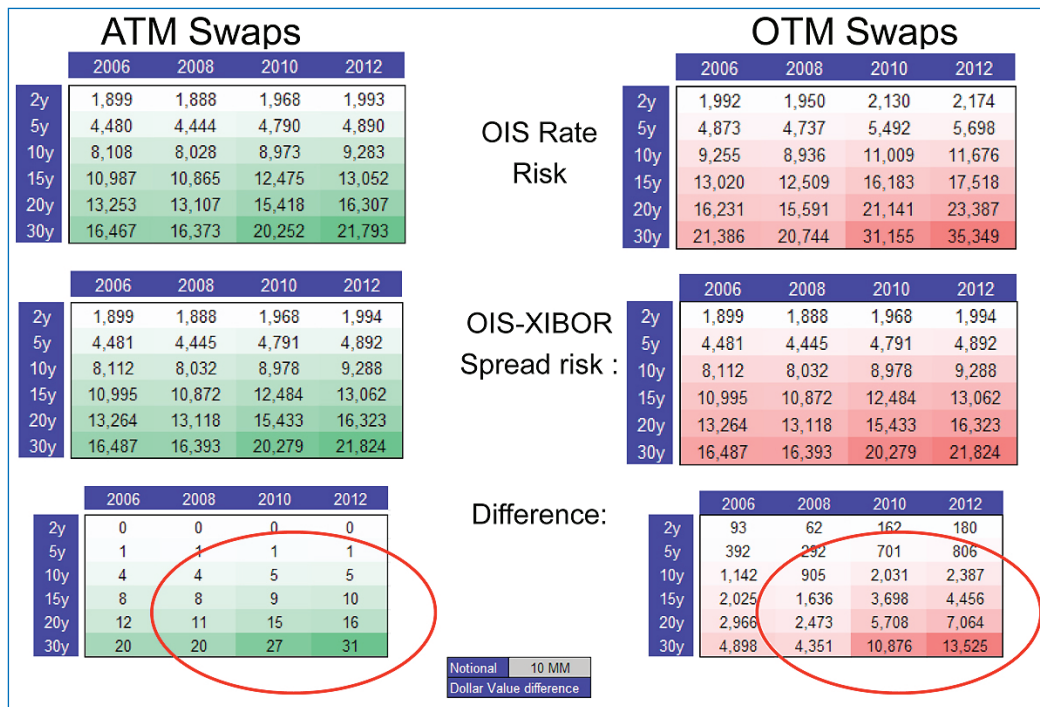 ATM Swaps
2006 2008 2010 2012
2y 1,899 1,888 1,968 1,993
5y 4,480 4,444 4,790 4,890
10y 8,108 8,028 8,973 9,283
15y 10,987 10,865 12,475 13,052
20y 13,253 13,107 15,418 16,307
30y 16,467 16,373 20,252 21,793
OIS Rate
Risk
OTM Swaps
2006 2008 2010 2012
2y 1,992 1,950 2,130 2,174
5y 4,873 4,737 5,492 5,698
10y 9,255 8,936 11,009 11,676
15y 13,020 12,509 16,183 17,518
20y 16,231 15,591 21,141 23,387
30y 21,386 20,744 31,155 35,349
2006 2008 2010 2012
2y 1,899 1,888 1,968 1,994
5y 4,481 4,445 4,791 4,892
10y 8,112 8,032 8,978 9,288
15y 10,995 10,872 12,484 13,062
20y 13,264 13,118 15,433 16,323
30y 16,487 16,393 20,279 21,824
OIS-XIBOR
Spread risk :
2006 2008 2010 2012
2y 1,899 1,888 1,968 1,994
5y 4,481 4,445 4,791 4,892
10y 8,112 8,032 8,978 9,288
15y 10,995 10,872 12,484 13,062
20y 13,264 13,118 15,433 16,323
30y 16,487 16,393 20,279 21,824
2006 2008 2010 2012
2y 0 0 0 0
5y 1 1 1 1
10y 4 4 5 5
15y 8 8 9 10
20y 12 11 15 16
30y 20 20 27 31
Difference:
2006 2008 2010 2012
2y 93 62 162 180
5y 392 292 701 806
10y 1,142 905 2,031 2,387
15y 2,025 1,636 3,698 4,456
20y 2,966 2,473 5,708 7,064
30y 4,898 4,351 10,876 13,525
Notional 10 MM
Dollar Value difference